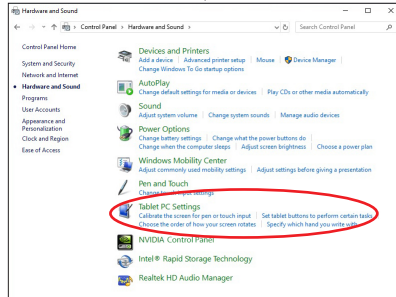 Hardware and Sound
Control Panel > Hardware and Sound >
Search Control Panel
Control Panel Home
System and Security
Network and Internet
Hardware and Sound
Programs
User Accounts
Appearance and
Personalization
Clock and Region
Ease of Access
Devices and Printers
Add a device | Advanced printer setup | Mouse | Device Manager |
Change Windows To Go startup options
AutoPlay
Change default settings for media or devices | Play CDs or other media automatically
Sound
Adjust system volume | Change system sounds | Manage audio devices
Power Options
Change battery settings | Change what the power buttons do |
Change when the computer sleeps | Adjust screen brightness | Choose a power plan
Windows Mobility Center
Adjust commonly used mobility settings | Adjust settings before giving a presentation
Pen and Touch
Change touch input settings
Tablet PC Settings
Calibrate the screen for pen or touch input | Set tablet buttons to perform certain tasks
Choose the order of how your screen rotates | Specify which hand you write with
NVIDIA Control Panel
Intel® Rapid Storage Technology
Realtek HD Audio Manager